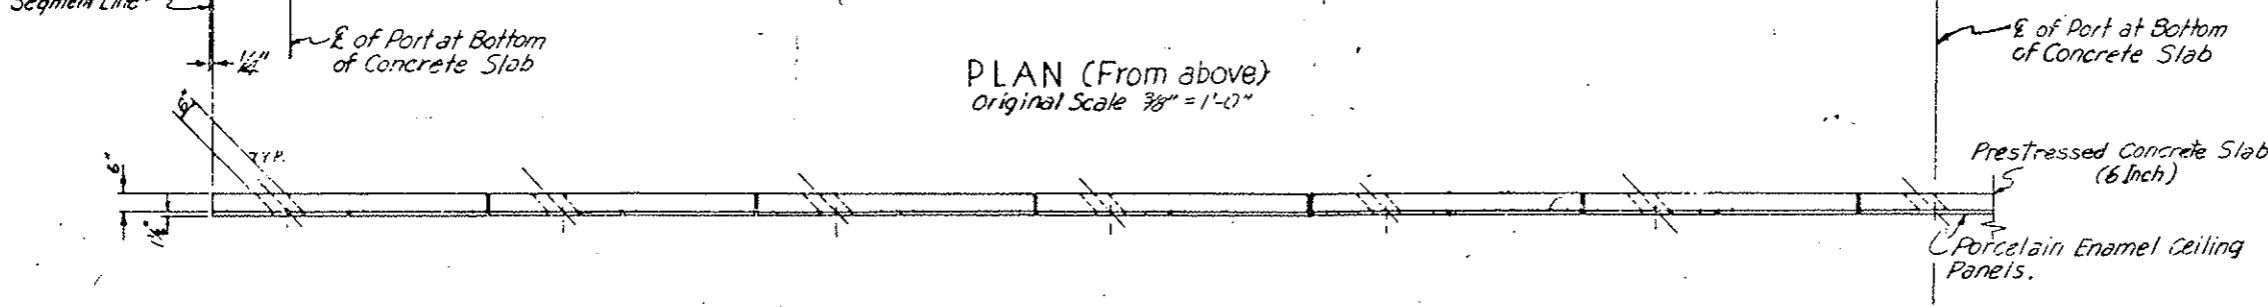 Segment Line
℄ of Port at Bottom
of Concrete Slab
1/4"
PLAN (From above)
Original Scale 3/8" = 1'-0"
℄ of Port at Bottom
of Concrete Slab
6"
TYP.
6"
Prestressed Concrete Slab
(6 Inch)
Porcelain Enamel Ceiling
Panels.